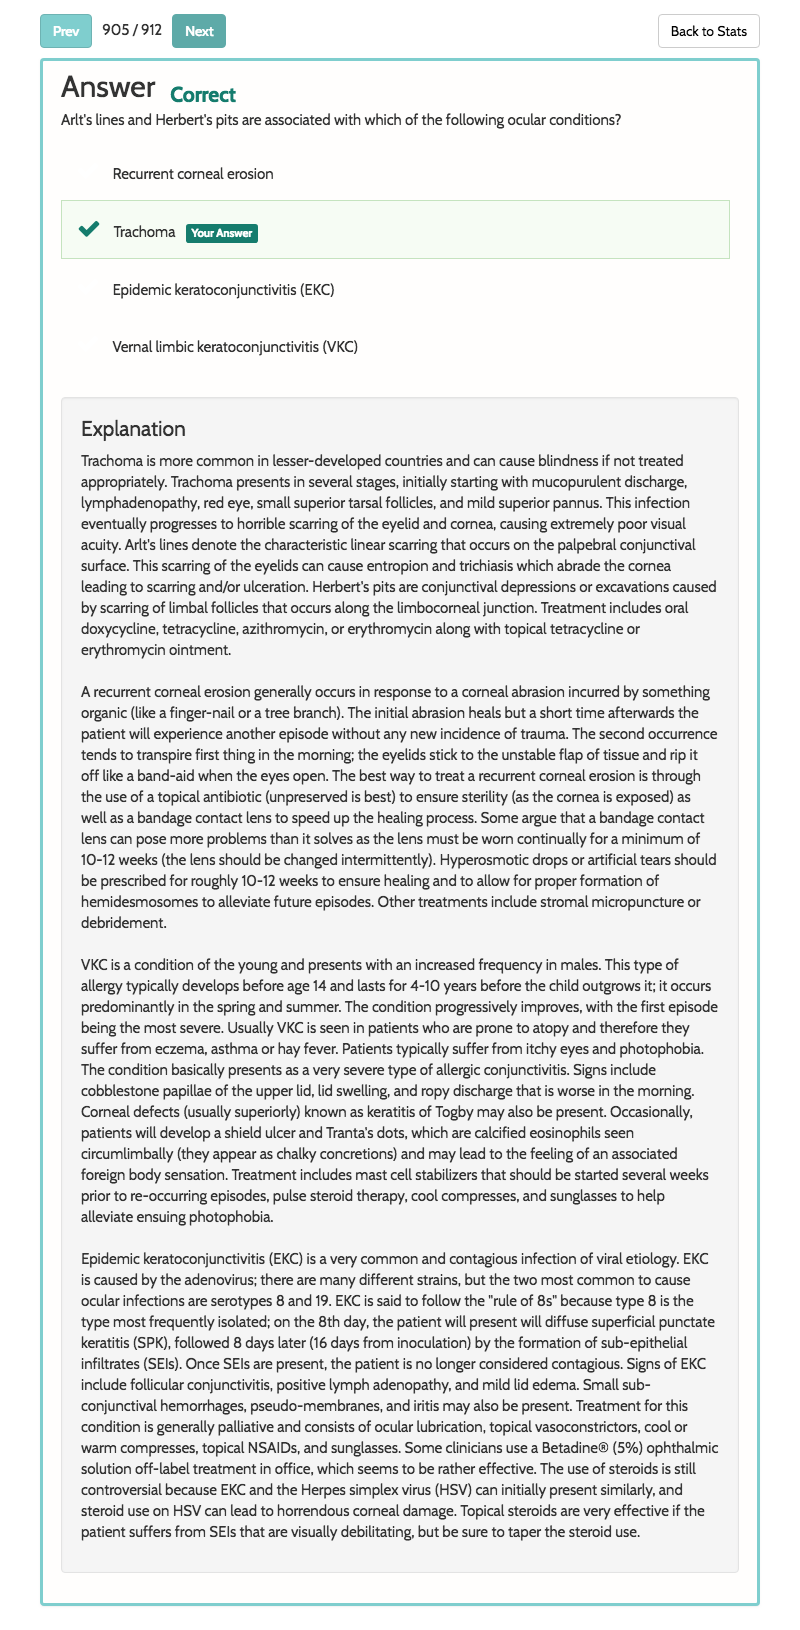 Prev 905 / 912 Next Back to Stats
Answer Correct
Arlt's lines and Herbert's pits are associated with which of the following ocular conditions?
Recurrent corneal erosion
Trachoma Your Answer
Epidemic keratoconjunctivitis (EKC)
Vernal limbic keratoconjunctivitis (VKC)
Explanation
Trachoma is more common in lesser-developed countries and can cause blindness if not treated
appropriately. Trachoma presents in several stages, initially starting with mucopurulent discharge,
lymphadenopathy, red eye, small superior tarsal follicles, and mild superior pannus. This infection
eventually progresses to horrible scarring of the eyelid and cornea, causing extremely poor visual
acuity. Arlt's lines denote the characteristic linear scarring that occurs on the palpebral conjunctival
surface. This scarring of the eyelids can cause entropion and trichiasis which abrade the cornea
leading to scarring and/or ulceration. Herbert's pits are conjunctival depressions or excavations caused
by scarring of limbal follicles that occurs along the limbocorneal junction. Treatment includes oral
doxycycline, tetracycline, azithromycin, or erythromycin along with topical tetracycline or
erythromycin ointment.
A recurrent corneal erosion generally occurs in response to a corneal abrasion incurred by something
organic (like a finger-nail or a tree branch). The initial abrasion heals but a short time afterwards the
patient will experience another episode without any new incidence of trauma. The second occurrence
tends to transpire first thing in the morning; the eyelids stick to the unstable flap of tissue and rip it
off like a band-aid when the eyes open. The best way to treat a recurrent corneal erosion is through
the use of a topical antibiotic (unpreserved is best) to ensure sterility (as the cornea is exposed) as
well as a bandage contact lens to speed up the healing process. Some argue that a bandage contact
lens can pose more problems than it solves as the lens must be worn continually for a minimum of
10-12 weeks (the lens should be changed intermittently). Hyperosmotic drops or artificial tears should
be prescribed for roughly 10-12 weeks to ensure healing and to allow for proper formation of
hemidesmosomes to alleviate future episodes. Other treatments include stromal micropuncture or
debridement.
VKC is a condition of the young and presents with an increased frequency in males. This type of
allergy typically develops before age 14 and lasts for 4-10 years before the child outgrows it; it occurs
predominantly in the spring and summer. The condition progressively improves, with the first episode
being the most severe. Usually VKC is seen in patients who are prone to atopy and therefore they
suffer from eczema, asthma or hay fever. Patients typically suffer from itchy eyes and photophobia.
The condition basically presents as a very severe type of allergic conjunctivitis. Signs include
cobblestone papillae of the upper lid, lid swelling, and ropy discharge that is worse in the morning.
Corneal defects (usually superiorly) known as keratitis of Togby may also be present. Occasionally,
patients will develop a shield ulcer and Tranta's dots, which are calcified eosinophils seen
circumlimbally (they appear as chalky concretions) and may lead to the feeling of an associated
foreign body sensation. Treatment includes mast cell stabilizers that should be started several weeks
prior to re-occurring episodes, pulse steroid therapy, cool compresses, and sunglasses to help
alleviate ensuing photophobia.
Epidemic keratoconjunctivitis (EKC) is a very common and contagious infection of viral etiology. EKC
is caused by the adenovirus; there are many different strains, but the two most common to cause
ocular infections are serotypes 8 and 19. EKC is said to follow the "rule of 8s" because type 8 is the
type most frequently isolated; on the 8th day, the patient will present will diffuse superficial punctate
keratitis (SPK), followed 8 days later (16 days from inoculation) by the formation of sub-epithelial
infiltrates (SEIs). Once SEIs are present, the patient is no longer considered contagious. Signs of EKC
include follicular conjunctivitis, positive lymph adenopathy, and mild lid edema. Small sub-
conjunctival hemorrhages, pseudo-membranes, and iritis may also be present. Treatment for this
condition is generally palliative and consists of ocular lubrication, topical vasoconstrictors, cool or
warm compresses, topical NSAIDs, and sunglasses. Some clinicians use a Betadine® (5%) ophthalmic
solution off-label treatment in office, which seems to be rather effective. The use of steroids is still
controversial because EKC and the Herpes simplex virus (HSV) can initially present similarly, and
steroid use on HSV can lead to horrendous corneal damage. Topical steroids are very effective if the
patient suffers from SEIs that are visually debilitating, but be sure to taper the steroid use.